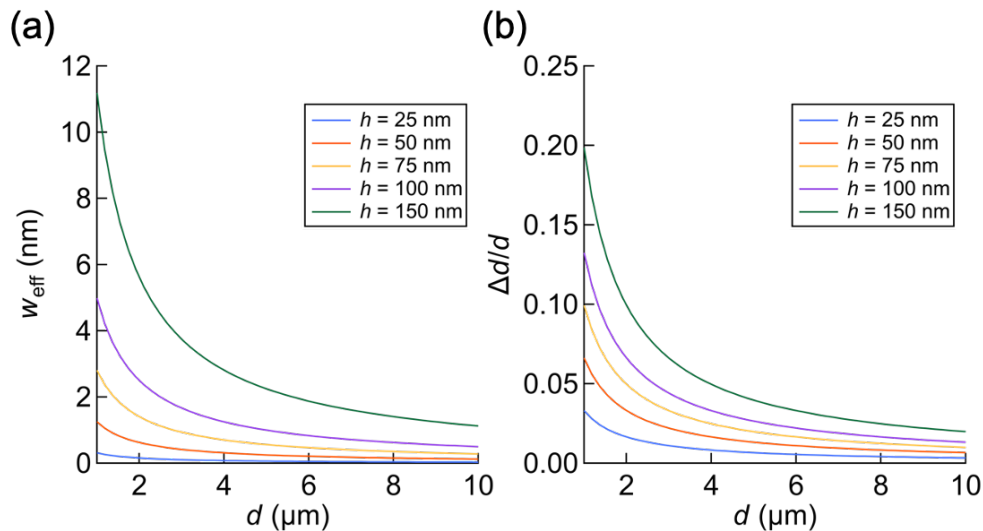 (a)
12
10
8
6
4
2
0
w_eff (nm)
2
4
6
8
10
d (μm)
h = 25 nm
h = 50 nm
h = 75 nm
h = 100 nm
h = 150 nm
(b)
0.25
0.20
0.15
0.10
0.05
0.00
Δd/d
2
4
6
8
10
d (μm)
h = 25 nm
h = 50 nm
h = 75 nm
h = 100 nm
h = 150 nm